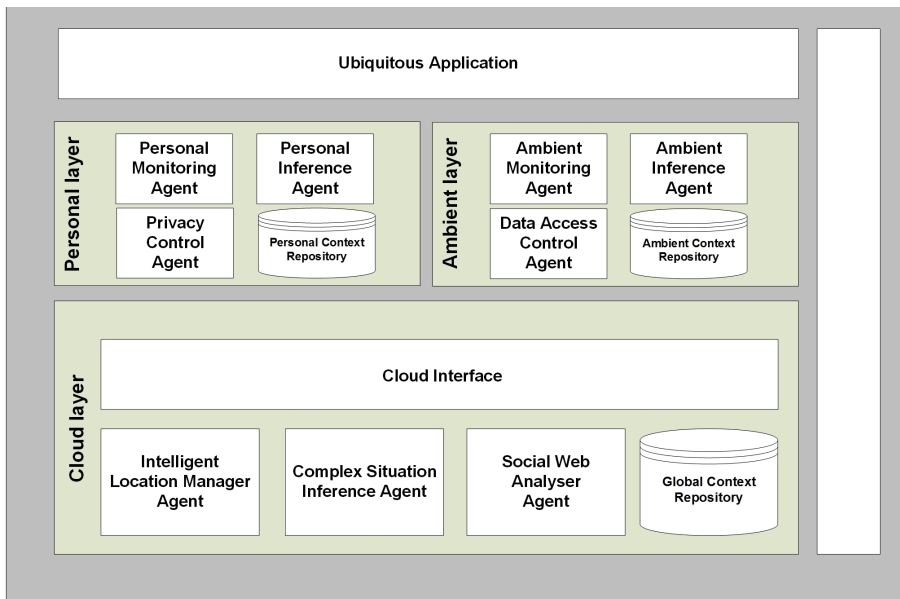 Ubiquitous Application
Personal layer
Personal
Monitoring
Agent
Personal
Inference
Agent
Privacy
Control
Agent
Personal Context
Repository
Ambient layer
Ambient
Monitoring
Agent
Ambient
Inference
Agent
Data Access
Control
Agent
Ambient Context
Repository
Cloud layer
Cloud Interface
Intelligent
Location Manager
Agent
Complex Situation
Inference Agent
Social Web
Analyser
Agent
Global Context
Repository